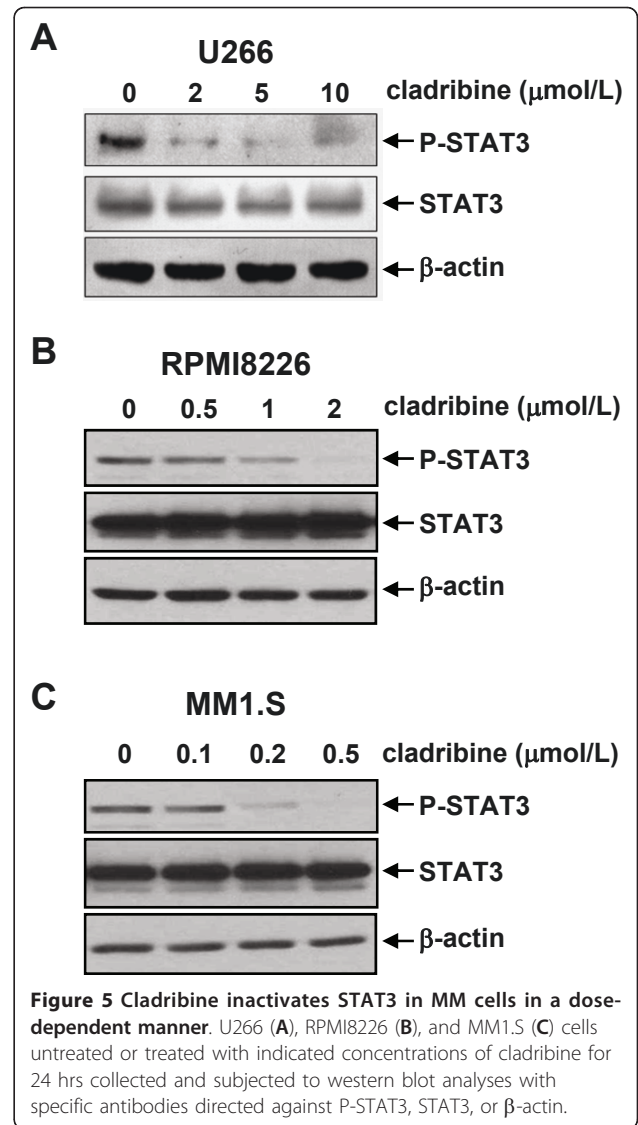 A
U266
0 2 5 10 cladribine (μmol/L)
P-STAT3
STAT3
β-actin
B
RPMI8226
0 0.5 1 2 cladribine (μmol/L)
P-STAT3
STAT3
β-actin
C
MM1.S
0 0.1 0.2 0.5 cladribine (μmol/L)
P-STAT3
STAT3
β-actin
Figure 5 Cladribine inactivates STAT3 in MM cells in a dose-
dependent manner. U266 (A), RPMI8226 (B), and MM1.S (C) cells
untreated or treated with indicated concentrations of cladribine for
24 hrs collected and subjected to western blot analyses with
specific antibodies directed against P-STAT3, STAT3, or β-actin.